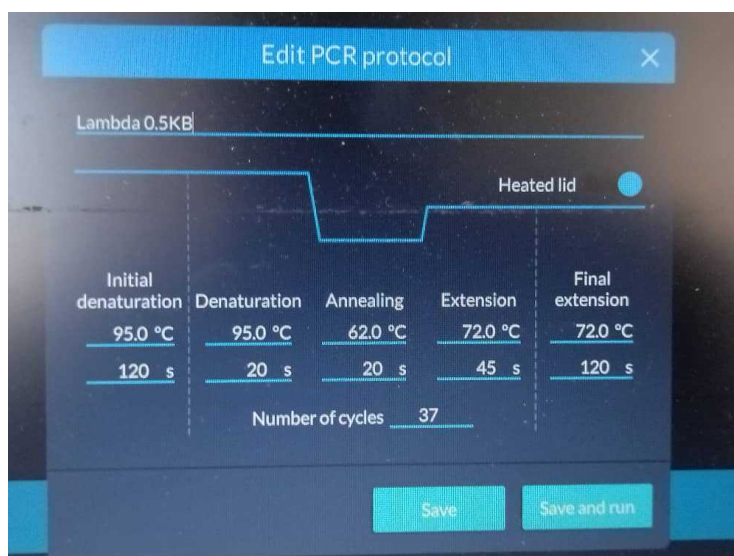 Edit PCR protocol
Lambda 0.5KB
Heated lid
Initial denaturation
Denaturation
Annealing
Extension
Final extension
95.0 °C
95.0 °C
62.0 °C
72.0 °C
72.0 °C
120 s
20 s
20 s
45 s
120 s
Number of cycles 37
Save
Save and run